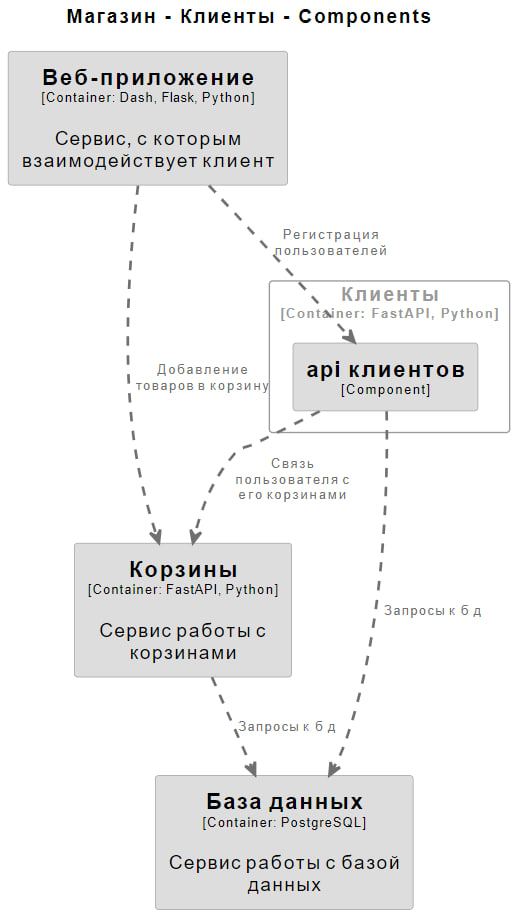 Магазин - Клиенты - Components
Веб-приложение
[Container: Dash, Flask, Python]
Сервис, с которым
взаимодействует клиент
Регистрация
пользователей
Клиенты
[Container: FastAPI, Python]
api клиентов
[Component]
Добавление
товаров в корзину
Связь
пользователя с
его корзинами
Корзины
[Container: FastAPI, Python]
Сервис работы с
корзинами
Запросы к б д
Запросы к б д
База данных
[Container: PostgreSQL]
Сервис работы с базой
данных